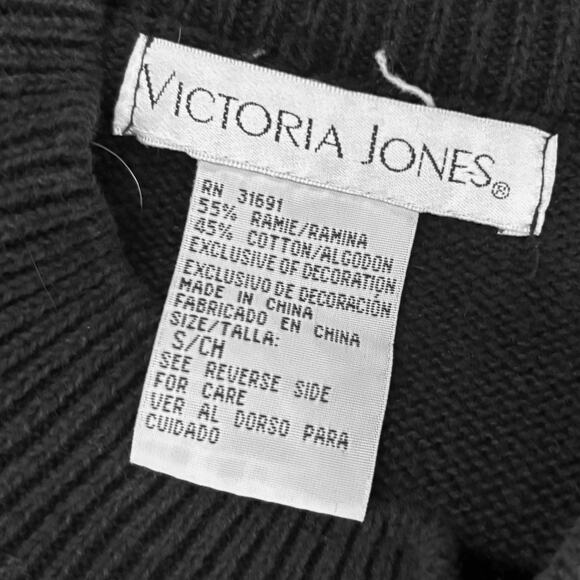 VICTORIA JONES®
RN 31691
55% RAMIE/RAMINA
45% COTTON/ALGODON
EXCLUSIVE OF DECORATION
EXCLUSIVO DE DECORACIÓN
MADE IN CHINA
FABRICADO EN CHINA
SIZE/TALLA:
S/CH
SEE REVERSE SIDE
FOR CARE
VER AL DORSO PARA
CUIDADO